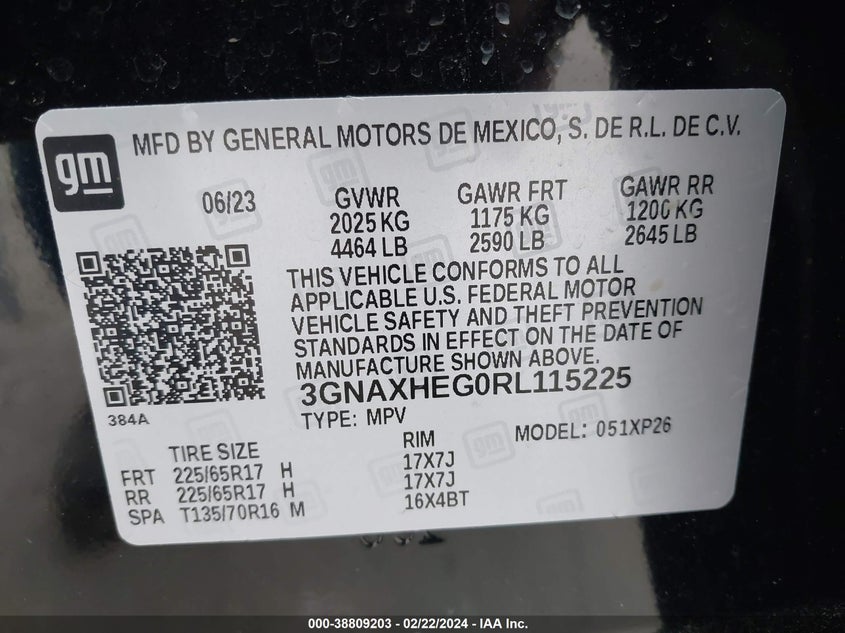 gm
MFD BY GENERAL MOTORS DE MEXICO, S. DE R.L. DE C.V.
06/23 GVWR GAWR FRT GAWR RR
2025 KG 1175 KG 1200 KG
4464 LB 2590 LB 2645 LB
THIS VEHICLE CONFORMS TO ALL
APPLICABLE U.S. FEDERAL MOTOR
VEHICLE SAFETY AND THEFT PREVENTION
STANDARDS IN EFFECT ON THE DATE OF
MANUFACTURE SHOWN ABOVE.
3GNAXHEG0RL115225
384A TYPE: MPV MODEL: 051XP26
TIRE SIZE RIM
FRT 225/65R17 H 17X7J
RR 225/65R17 H 17X7J
SPA T135/70R16 M 16X4BT
000-38809203 - 02/22/2024 - IAA Inc.